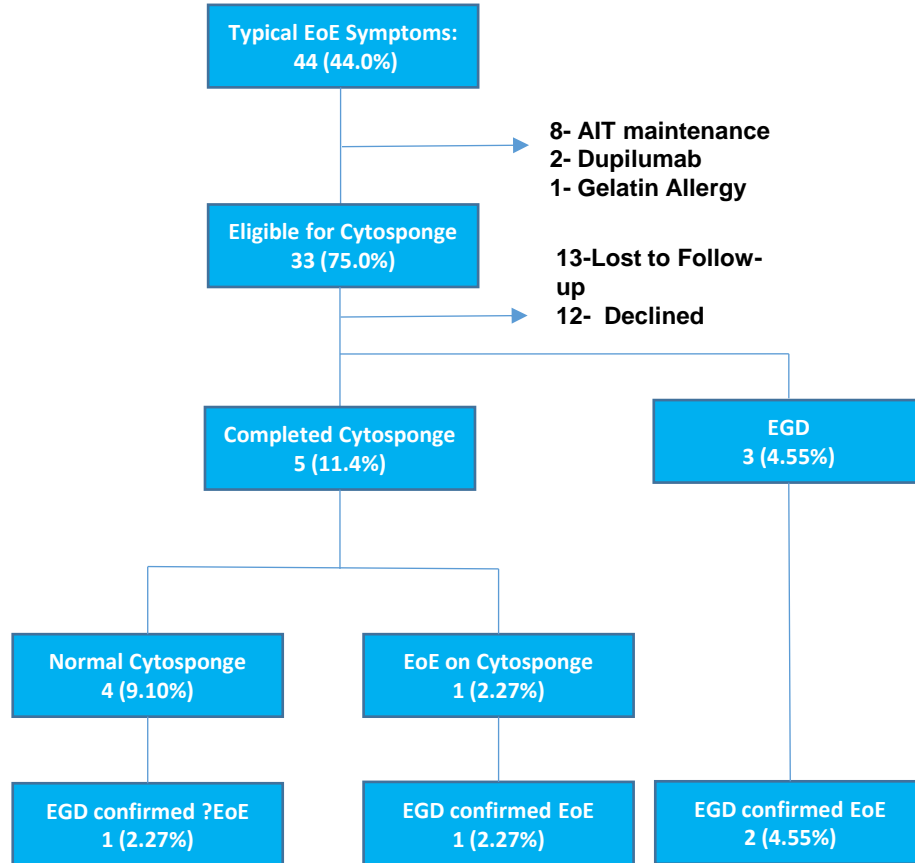 Typical EoE Symptoms:
44 (44.0%)
8- AIT maintenance
2- Dupilumab
1- Gelatin Allergy
Eligible for Cytosponge
33 (75.0%)
13-Lost to Follow-
up
12-  Declined
Completed Cytosponge
5 (11.4%)
EGD
3 (4.55%)
Normal Cytosponge
4 (9.10%)
EoE on Cytosponge
1 (2.27%)
EGD confirmed ?EoE
1 (2.27%)
EGD confirmed EoE
1 (2.27%)
EGD confirmed EoE
2 (4.55%)